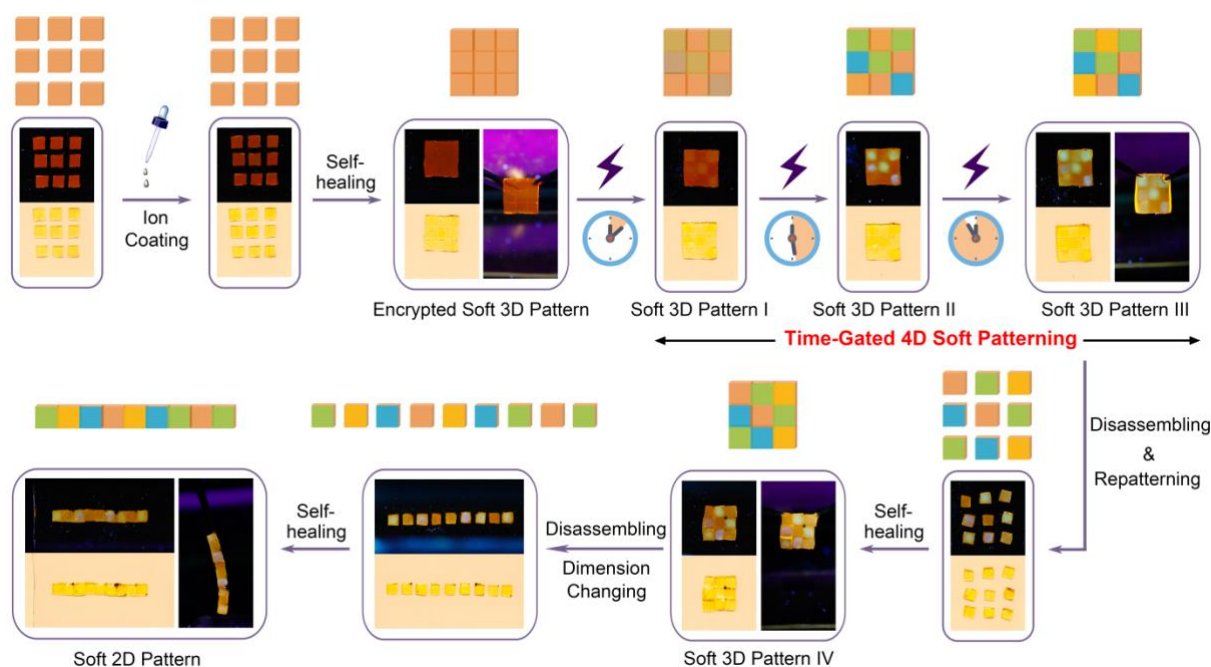 Ion
Coating
Self-
healing
Encrypted Soft 3D Pattern
Soft 3D Pattern I
Soft 3D Pattern II
Soft 3D Pattern III
Time-Gated 4D Soft Patterning
Disassembling
&
Repatterning
Self-
healing
Disassembling
Dimension
Changing
Self-
healing
Soft 2D Pattern
Soft 3D Pattern IV